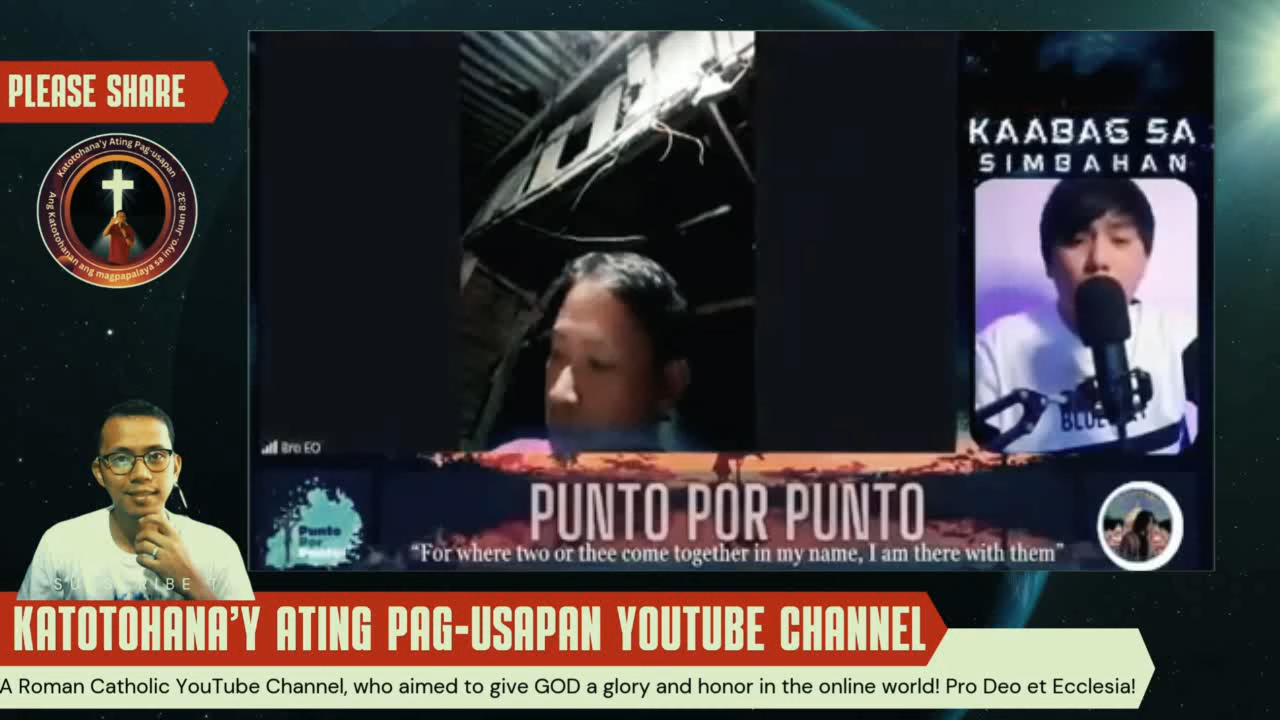 PLEASE SHARE
Katotohana'y Ating Pag-usapan
Ang Katotohanan ang magpapalaya sa inyo. Juan 8:32
KAABAG SA
SIMBAHAN
Bro EO
Punto
Por
Punto
PUNTO POR PUNTO
“For where two or thee come together in my name, I am there with them”
KATOTOHANA'Y ATING PAG-USAPAN YOUTUBE CHANNEL
A Roman Catholic YouTube Channel, who aimed to give GOD a glory and honor in the online world! Pro Deo et Ecclesia!